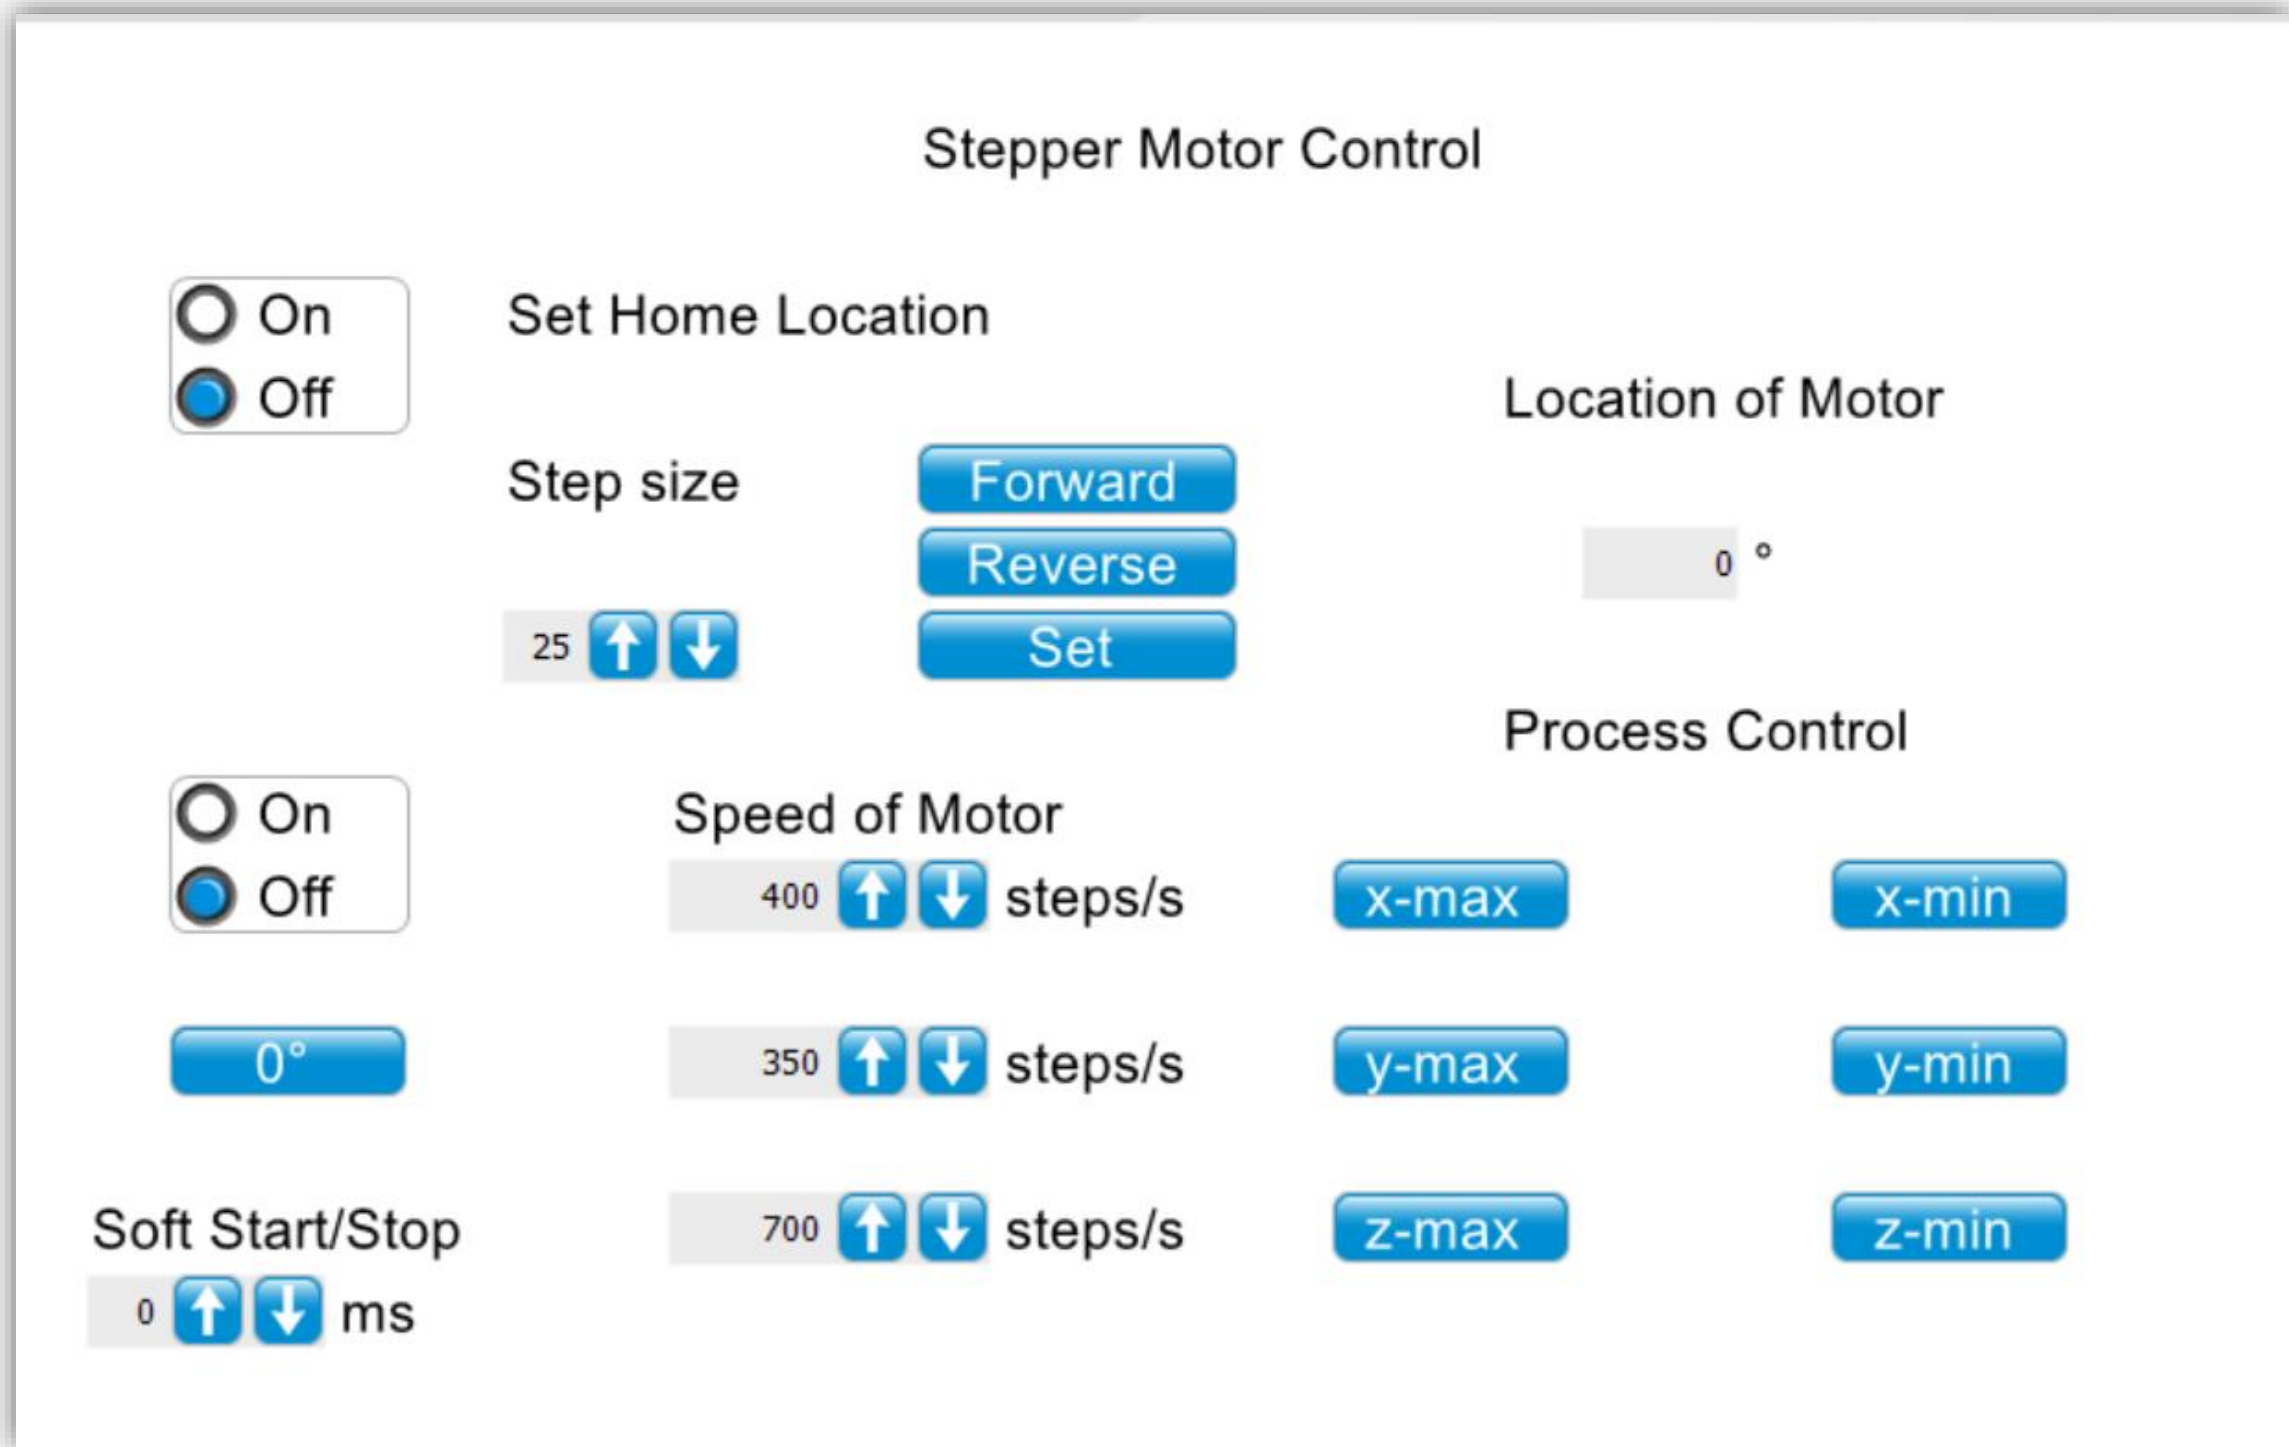 Stepper Motor Control
On
Set Home Location
Off
Location of Motor
Step size
Forward
Reverse
0 °
25
Set
Process Control
On
Speed of Motor
Off
400 steps/s
x-max
x-min
0°
350 steps/s
y-max
y-min
Soft Start/Stop
700 steps/s
z-max
z-min
0 ms